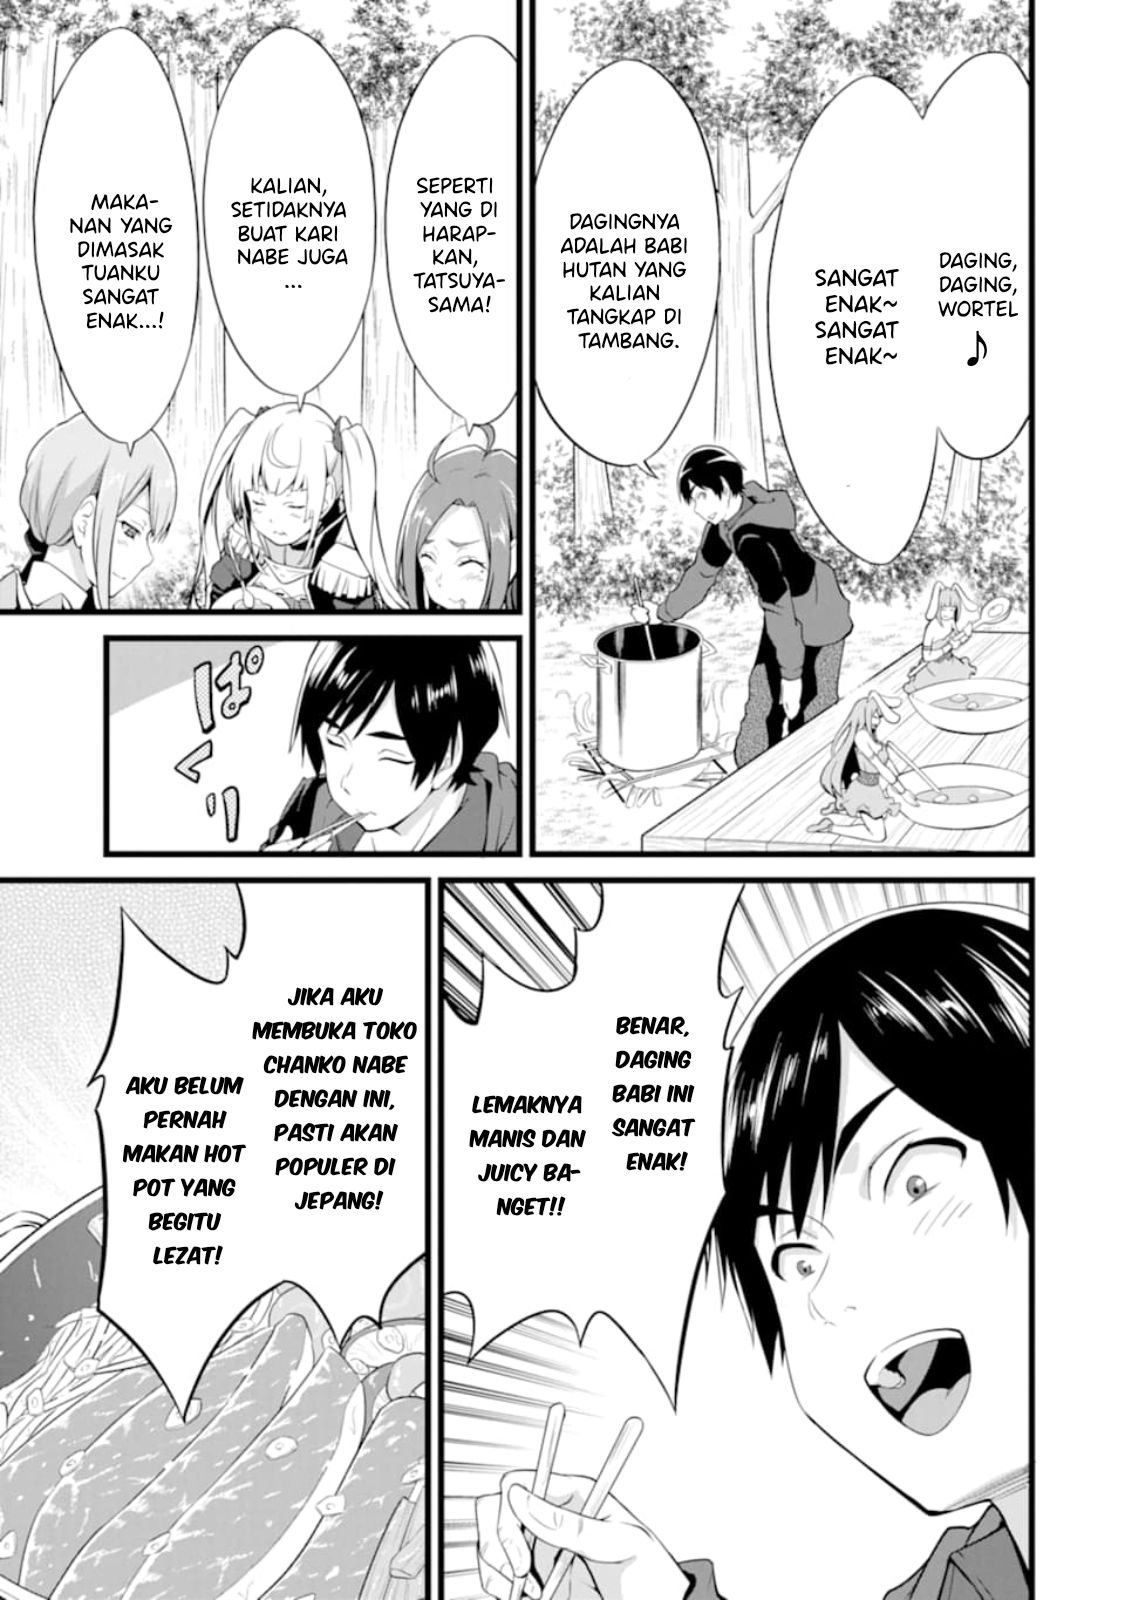 DAGING,
DAGING,
WORTEL
♪
SANGAT
ENAK~
SANGAT
ENAK~
DAGINGNYA
ADALAH BABI
HUTAN YANG
KALIAN
TANGKAP DI
TAMBANG.
SEPERTI
YANG DI
HARAP-
KAN,
TATSUYA-
SAMA!
KALIAN,
SETIDAKNYA
BUAT KARI
NABE JUGA
...
MAKA-
NAN YANG
DIMASAK
TUANKU
SANGAT
ENAK...!
ぱくっ
BENAR,
DAGING
BABI INI
SANGAT
ENAK!
LEMAKNYA
MANIS DAN
JUICY BA-
NGET!!
JIKA AKU
MEMBUKA TOKO
CHANKO NABE
DENGAN INI,
PASTI AKAN
POPULER DI
JEPANG!
AKU BELUM
PERNAH
MAKAN HOT
POT YANG
BEGITU
LEZAT!